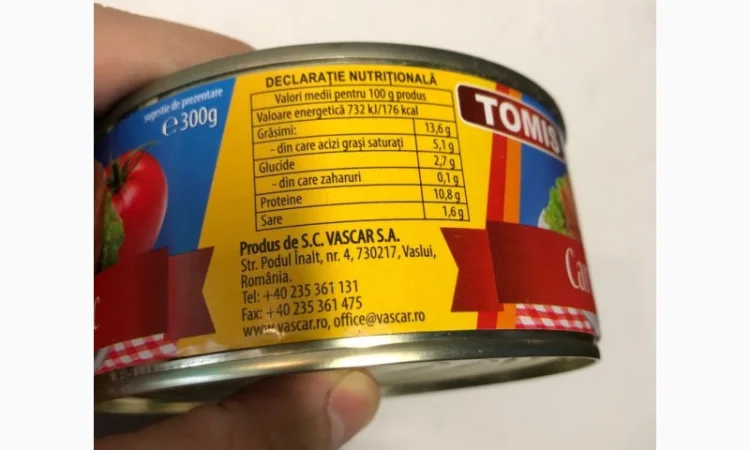 sugestie de prezentare
℮300g
DECLARAȚIE NUTRIȚIONALĂ
Valori medii pentru 100 g produs
Valoare energetică 732 kJ/176 kcal
Grăsimi: 13,6 g
- din care acizi grași saturați 5,1 g
Glucide 2,7 g
- din care zaharuri 0,1 g
Proteine 10,8 g
Sare 1,6 g
Produs de S.C. VASCAR S.A.
Str. Podul Înalt, nr. 4, 730217, Vaslui,
România.
Tel: +40 235 361 131
Fax: +40 235 361 475
www.vascar.ro, office@vascar.ro
TOMIS